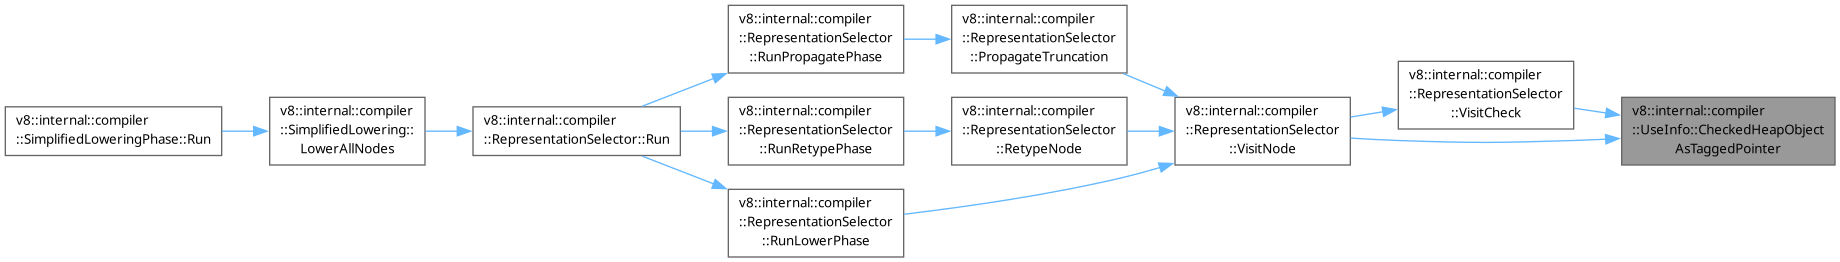 v8::internal::compiler
::SimplifiedLoweringPhase::Run
v8::internal::compiler
::SimplifiedLowering::
LowerAllNodes
v8::internal::compiler
::RepresentationSelector::Run
v8::internal::compiler
::RepresentationSelector
::RunPropagatePhase
v8::internal::compiler
::RepresentationSelector
::RunRetypePhase
v8::internal::compiler
::RepresentationSelector
::RunLowerPhase
v8::internal::compiler
::RepresentationSelector
::PropagateTruncation
v8::internal::compiler
::RepresentationSelector
::RetypeNode
v8::internal::compiler
::RepresentationSelector
::VisitNode
v8::internal::compiler
::RepresentationSelector
::VisitCheck
v8::internal::compiler
::UseInfo::CheckedHeapObject
AsTaggedPointer